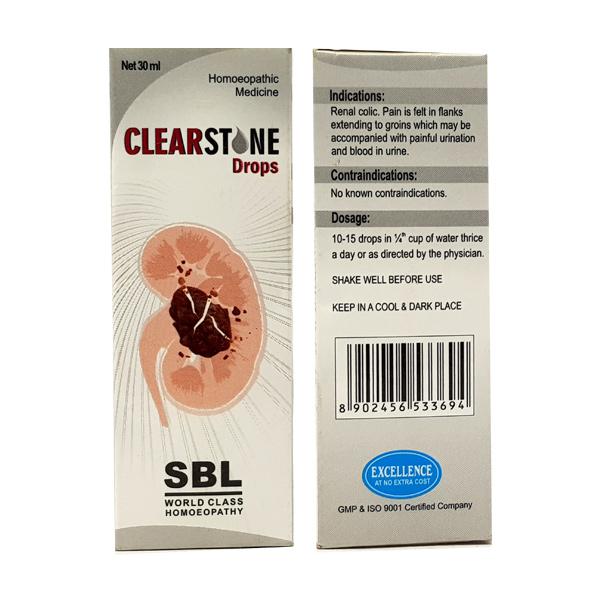 Net 30 ml
Homoeopathic
Medicine
CLEARSTONE
Drops
SBL
WORLD CLASS
HOMOEOPATHY
Indications:
Renal colic. Pain is felt in flanks
extending to groins which may be
accompanied with painful urination
and blood in urine.
Contraindications:
No known contraindications.
Dosage:
10-15 drops in ¼th cup of water thrice
a day or as directed by the physician.
SHAKE WELL BEFORE USE
KEEP IN A COOL & DARK PLACE
8 902456 533694
EXCELLENCE
AT NO EXTRA COST
GMP & ISO 9001 Certified Company